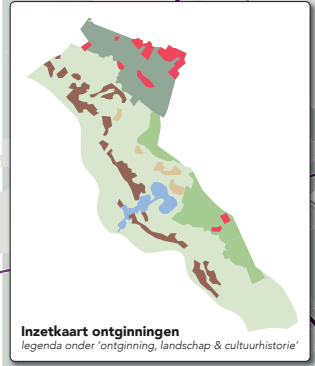 Inzetkaart ontginningen
legenda onder ‘ontginning, landschap & cultuurhistorie’